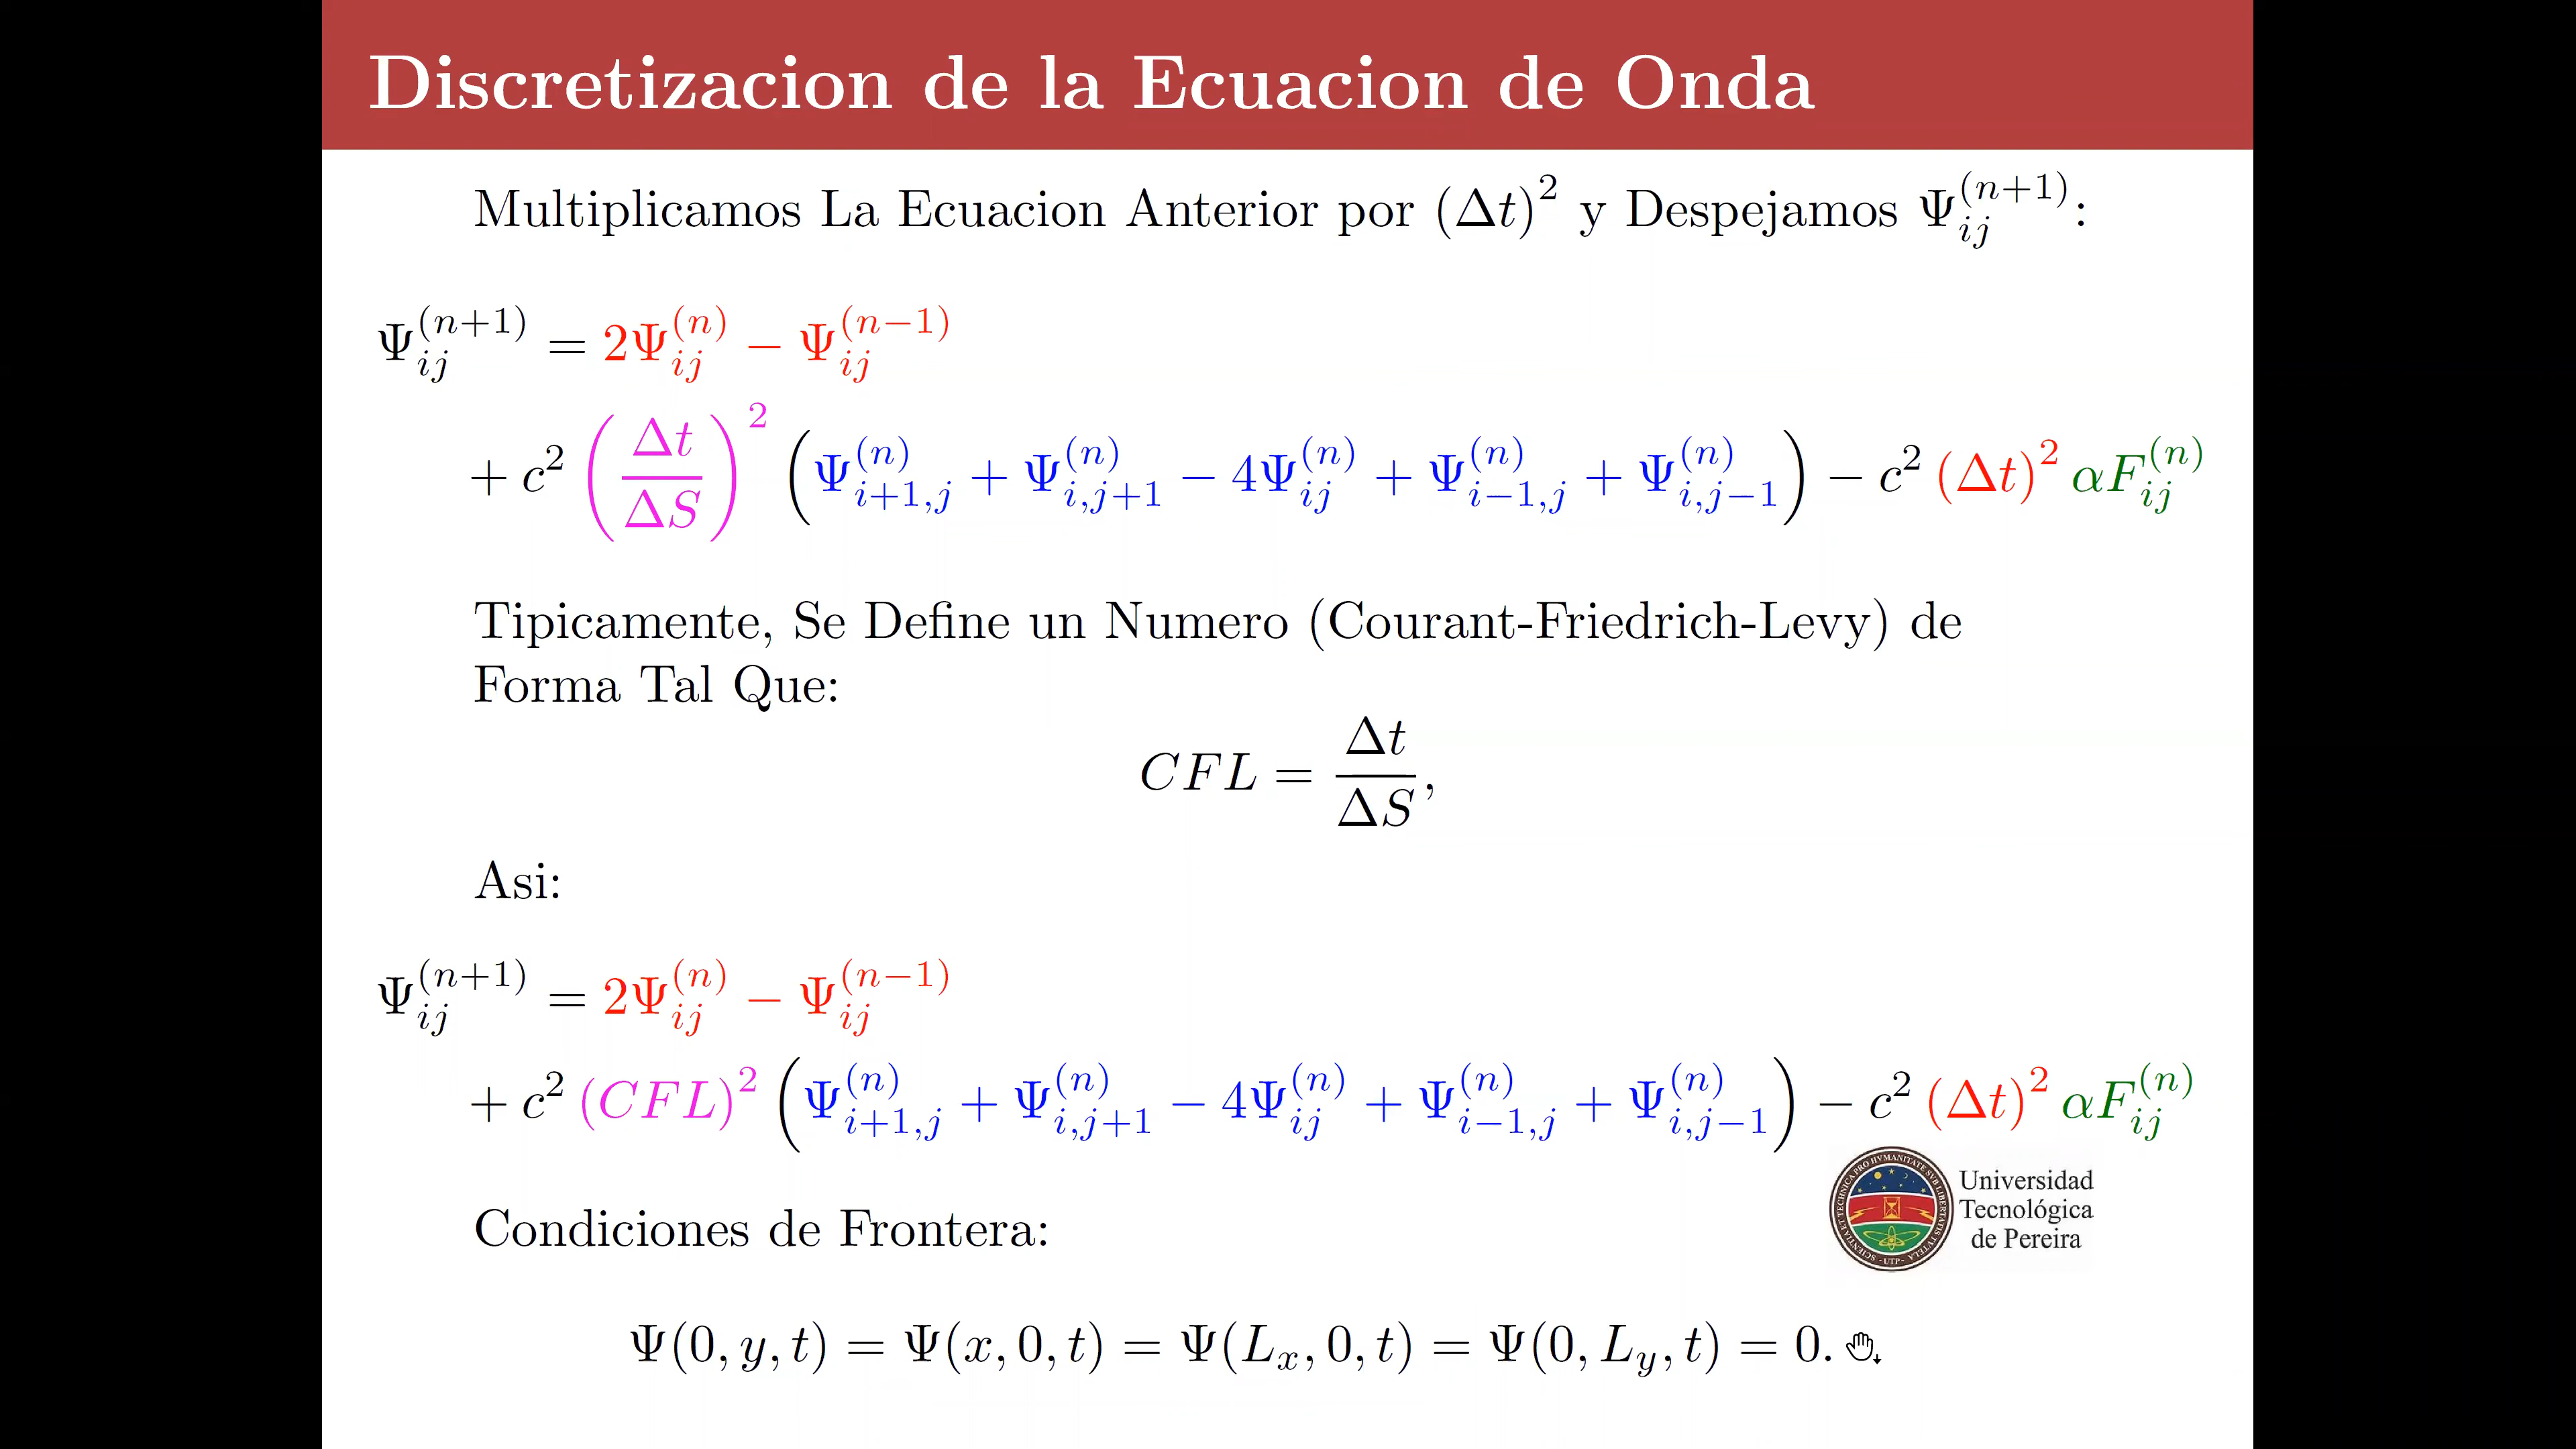 Discretizacion de la Ecuacion de Onda
Multiplicamos La Ecuacion Anterior por (Δt)² y Despejamos Ψ_{ij}^{(n+1)}:
Ψ_{ij}^{(n+1)} = 2Ψ_{ij}^{(n)} − Ψ_{ij}^{(n−1)}
+ c² (Δt/ΔS)² (Ψ_{i+1,j}^{(n)} + Ψ_{i,j+1}^{(n)} − 4Ψ_{ij}^{(n)} + Ψ_{i−1,j}^{(n)} + Ψ_{i,j−1}^{(n)}) − c² (Δt)² αF_{ij}^{(n)}
Tipicamente, Se Define un Numero (Courant-Friedrich-Levy) de
Forma Tal Que:
CFL = Δt/ΔS,
Asi:
Ψ_{ij}^{(n+1)} = 2Ψ_{ij}^{(n)} − Ψ_{ij}^{(n−1)}
+ c² (CFL)² (Ψ_{i+1,j}^{(n)} + Ψ_{i,j+1}^{(n)} − 4Ψ_{ij}^{(n)} + Ψ_{i−1,j}^{(n)} + Ψ_{i,j−1}^{(n)}) − c² (Δt)² αF_{ij}^{(n)}
Universidad
Tecnológica
de Pereira
UTP
Condiciones de Frontera:
Ψ(0, y, t) = Ψ(x, 0, t) = Ψ(L_x, 0, t) = Ψ(0, L_y, t) = 0.